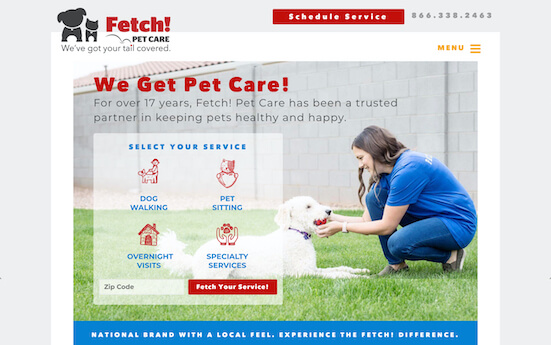 Fetch!
PET CARE
We've got your tail covered.
Schedule Service
866.338.2463
MENU
We Get Pet Care!
For over 17 years, Fetch! Pet Care has been a trusted
partner in keeping pets healthy and happy.
SELECT YOUR SERVICE
DOG
WALKING
PET
SITTING
OVERNIGHT
VISITS
SPECIALTY
SERVICES
Zip Code
Fetch Your Service!
NATIONAL BRAND WITH A LOCAL FEEL. EXPERIENCE THE FETCH! DIFFERENCE.